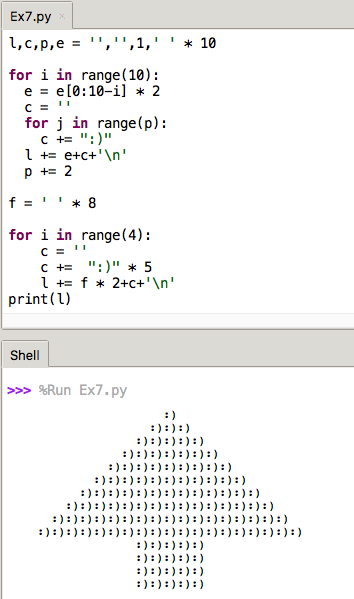 Ex7.py ×
l,c,p,e = '','',1,' ' * 10

for i in range(10):
  e = e[0:10-i] * 2
  c = ''
  for j in range(p):
    c += ":)"
  l += e+c+'\n'
  p += 2

f = ' ' * 8

for i in range(4):
    c = ''
    c +=  ":)" * 5
    l += f * 2+c+'\n'
print(l)
Shell
>>> %Run Ex7.py
                    :)
                  :):):)
                :):):):):)
              :):):):):):):)
            :):):):):):):):):)
          :):):):):):):):):):):)
        :):):):):):):):):):):):):)
      :):):):):):):):):):):):):):):)
    :):):):):):):):):):):):):):):):):)
  :):):):):):):):):):):):):):):):):):):)
                :):):):):)
                :):):):):)
                :):):):):)
                :):):):):)